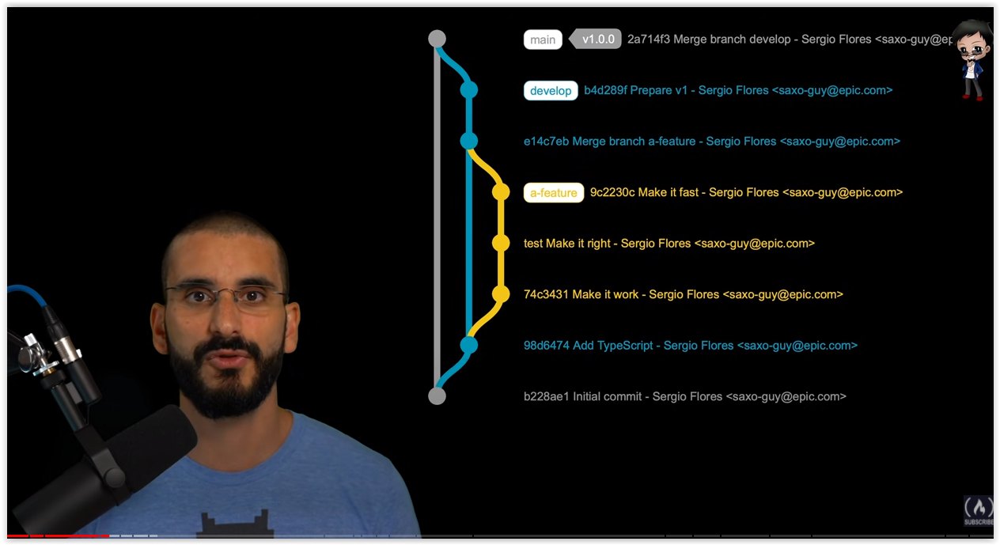 main v1.0.0 2a714f3 Merge branch develop - Sergio Flores <saxo-guy@ep
develop b4d289f Prepare v1 - Sergio Flores <saxo-guy@epic.com>
e14c7eb Merge branch a-feature - Sergio Flores <saxo-guy@epic.com>
a-feature 9c2230c Make it fast - Sergio Flores <saxo-guy@epic.com>
test Make it right - Sergio Flores <saxo-guy@epic.com>
74c3431 Make it work - Sergio Flores <saxo-guy@epic.com>
98d6474 Add TypeScript - Sergio Flores <saxo-guy@epic.com>
b228ae1 Initial commit - Sergio Flores <saxo-guy@epic.com>
SUBSCRIBE